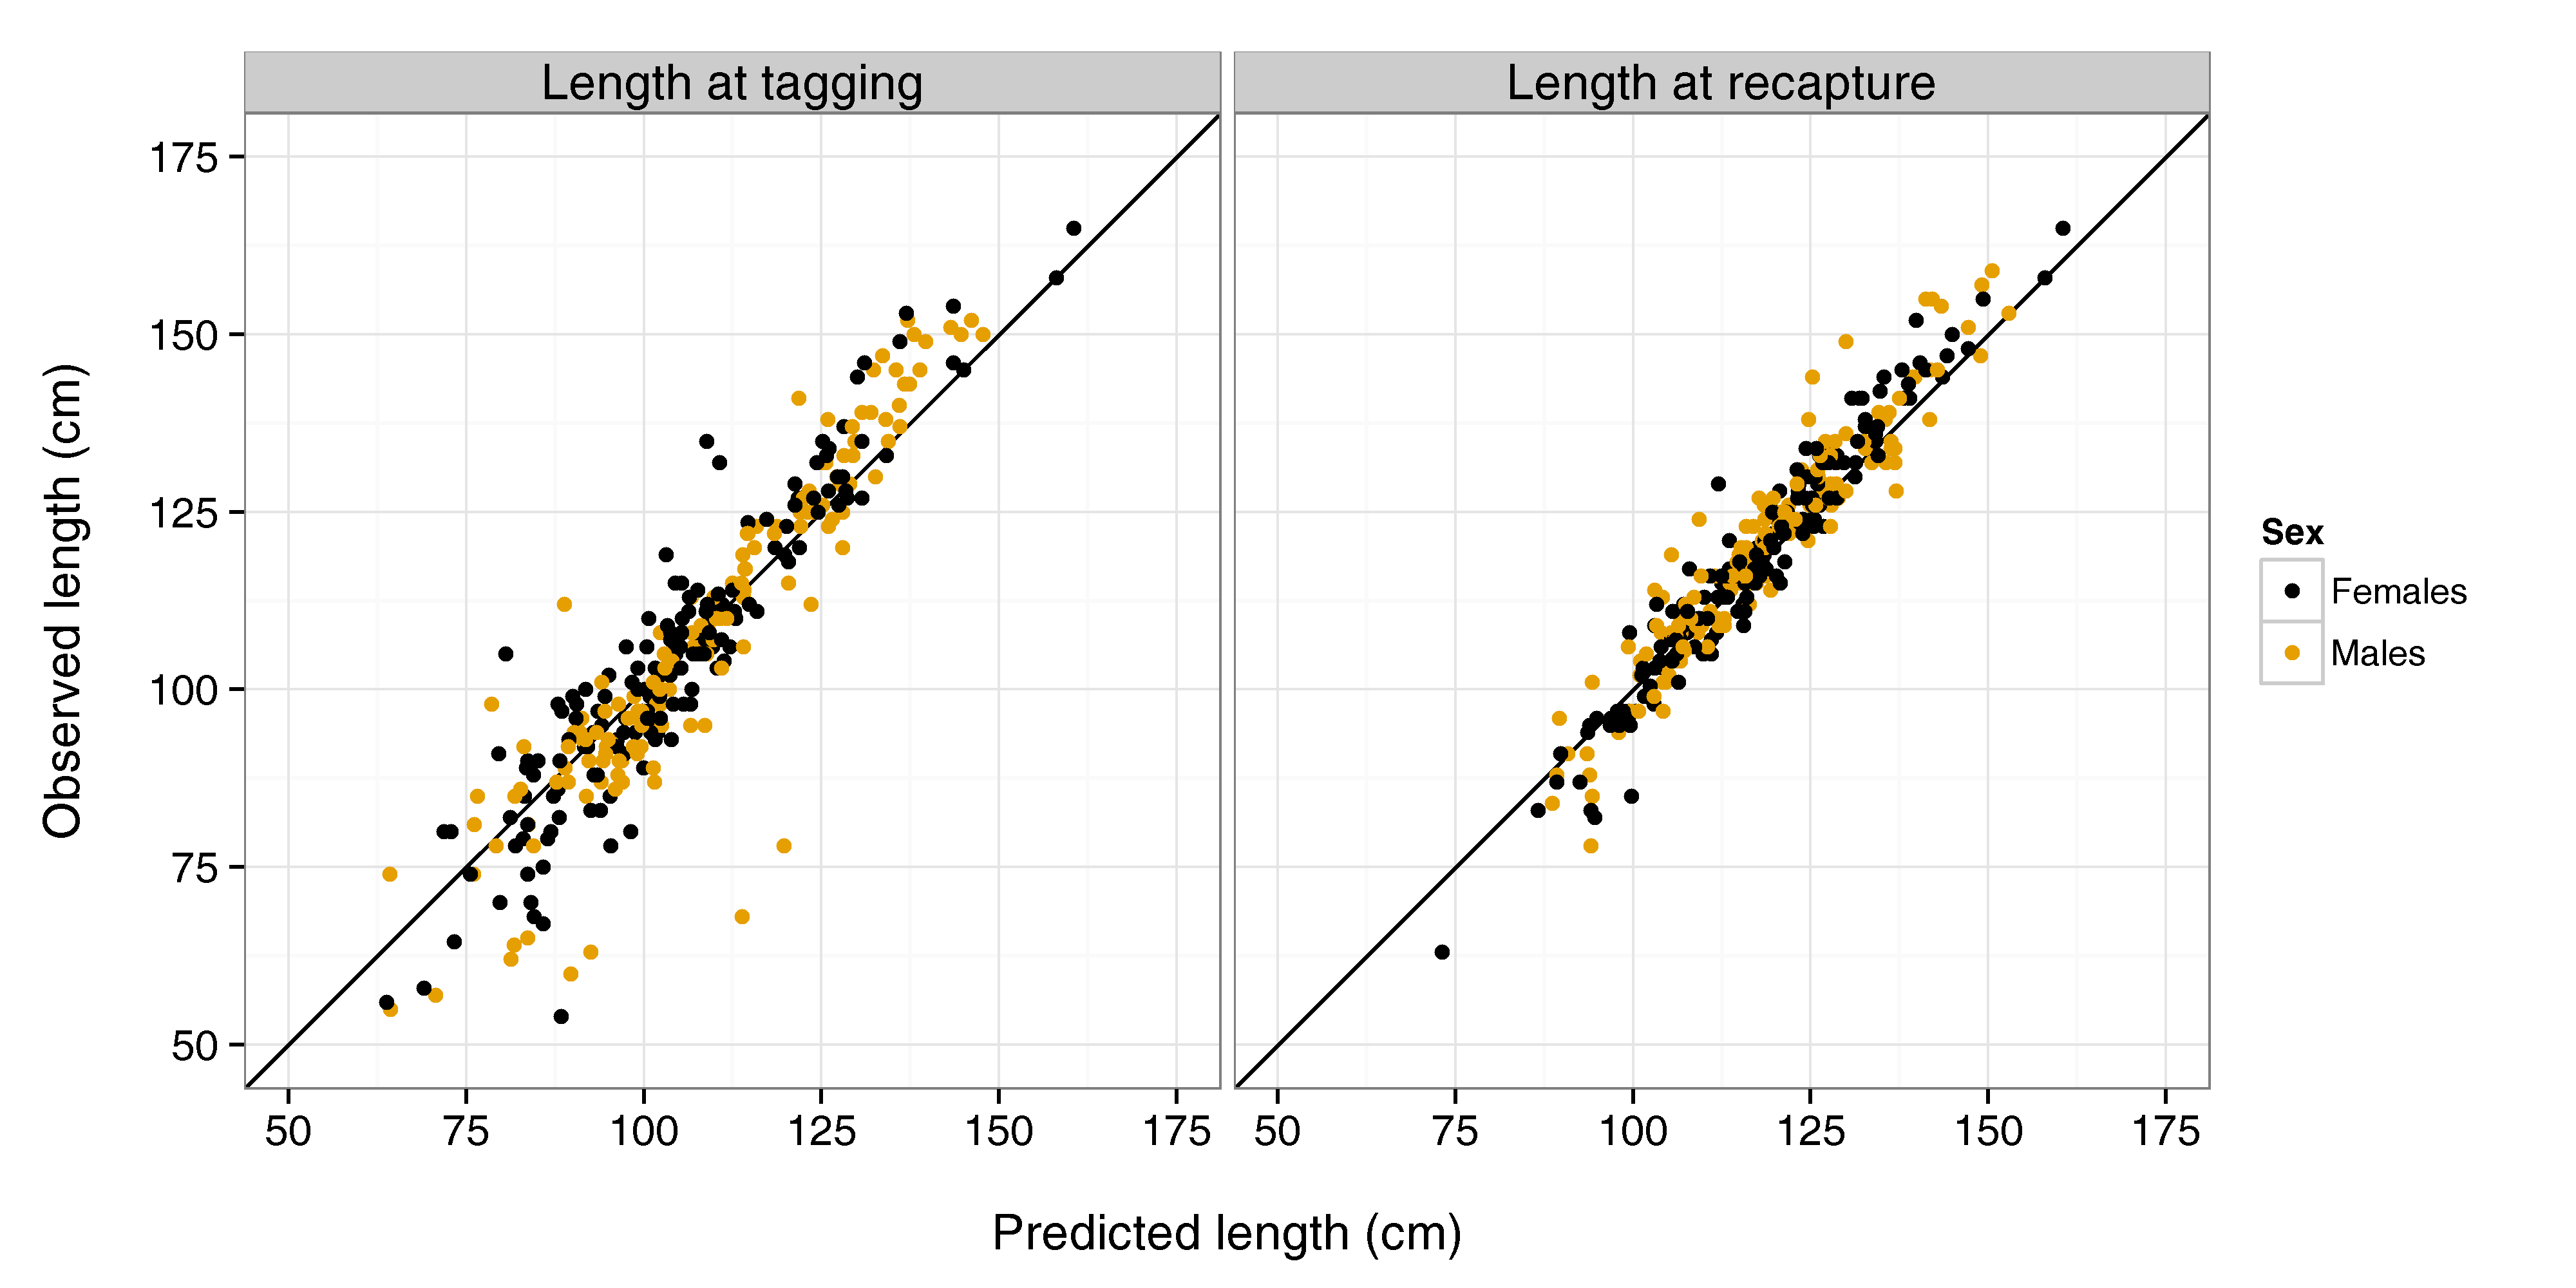 Length at tagging
Length at recapture
175
150
125
100
75
50
Observed length (cm)
50 75 100 125 150 175
50 75 100 125 150 175
Predicted length (cm)
Sex
Females
Males